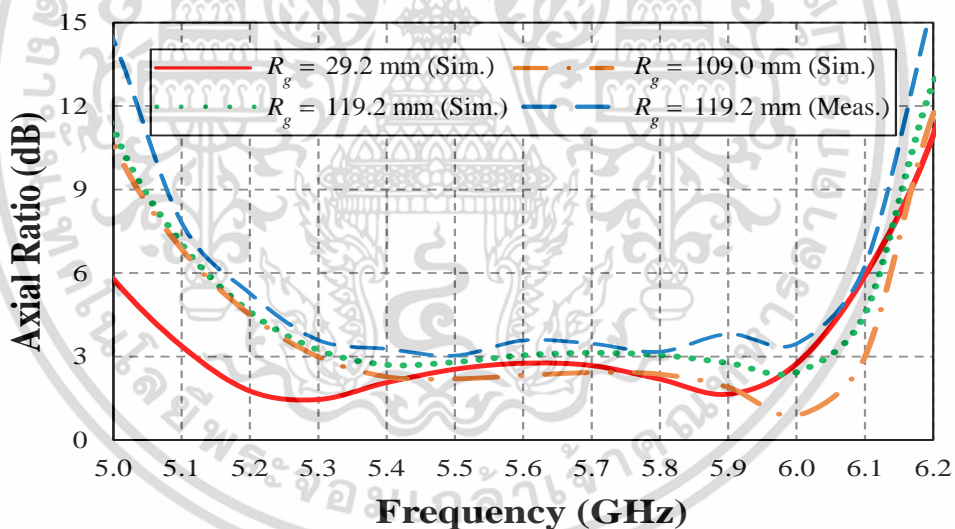 15
12
9
6
3
0
Axial Ratio (dB)
R_g = 29.2 mm (Sim.)
R_g = 109.0 mm (Sim.)
R_g = 119.2 mm (Sim.)
R_g = 119.2 mm (Meas.)
5.0 5.1 5.2 5.3 5.4 5.5 5.6 5.7 5.8 5.9 6.0 6.1 6.2
Frequency (GHz)